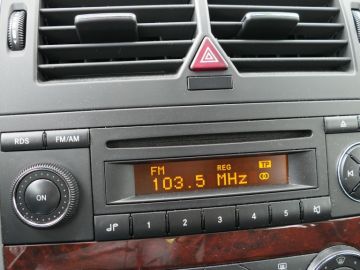 RDS FM/AM
FM REG TP
103.5 MHz
ON
1 2 3 4 5